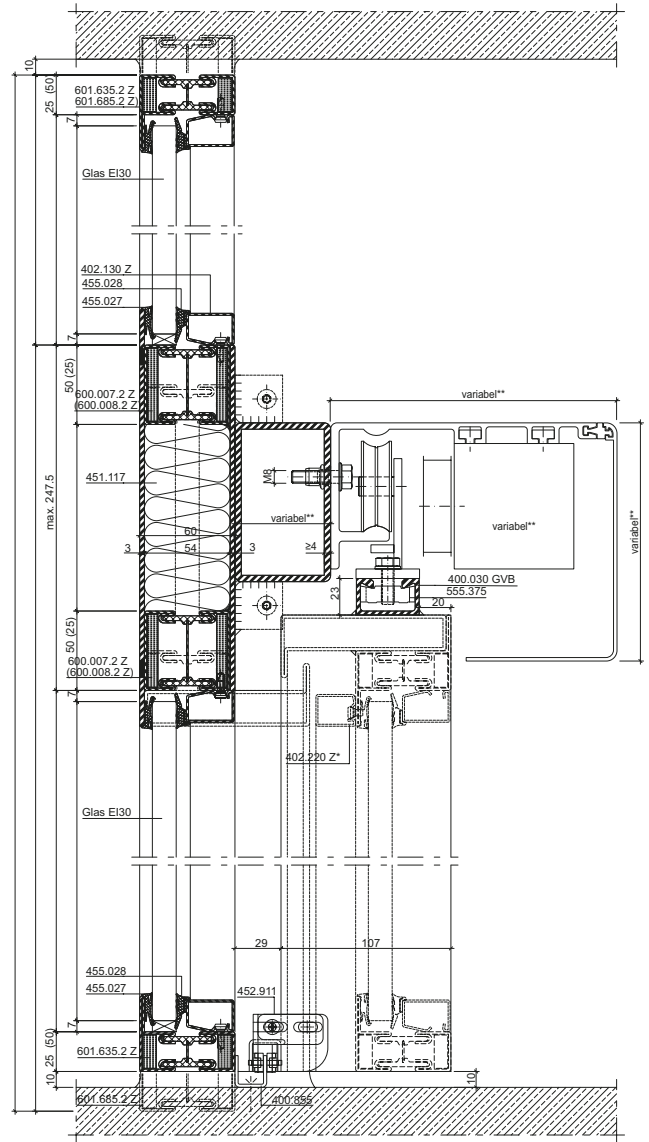 10
601.635.2 Z
(601.685.2 Z)
25 (50)
7
Glas EI30
402.130 Z
455.028
455.027
7
50 (25)
600.007.2 Z
(600.008.2 Z)
variabel**
M8
451.117
max. 247.5
variabel**
variabel**
variabel**
60
3
54
3
≥4
400.030 GVB
555.375
23
20
50 (25)
600.007.2 Z
(600.008.2 Z)
7
402.220 Z*
Glas EI30
29
107
455.028
455.027
452.911
7
25 (50)
601.635.2 Z
10
10
601.685.2 Z
400.855